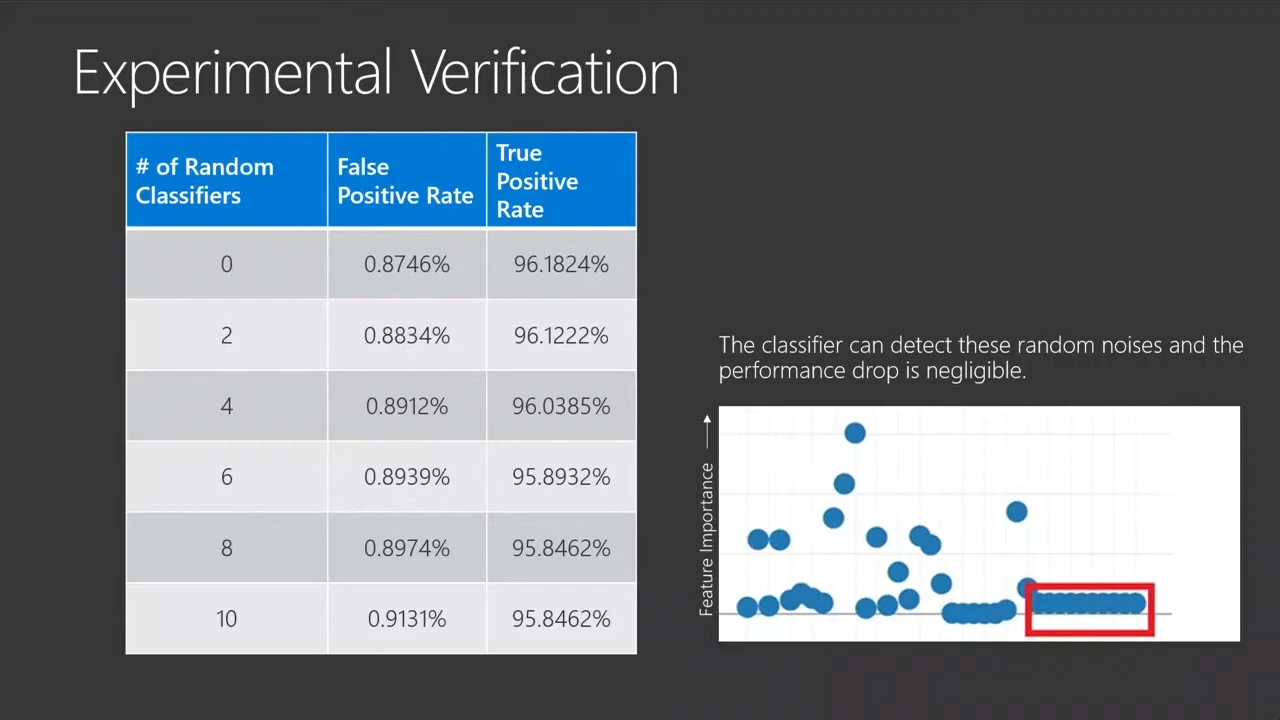 Experimental Verification
# of Random
Classifiers
False
Positive Rate
True
Positive
Rate
0 0.8746% 96.1824%
2 0.8834% 96.1222%
4 0.8912% 96.0385%
6 0.8939% 95.8932%
8 0.8974% 95.8462%
10 0.9131% 95.8462%
The classifier can detect these random noises and the
performance drop is negligible.
Feature Importance